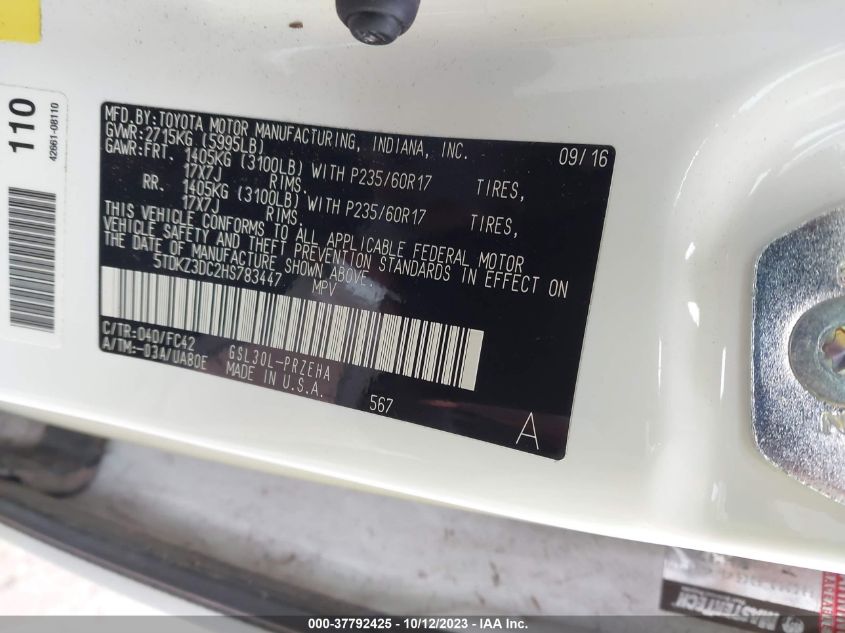 110
42661-08110
MFD.BY:TOYOTA MOTOR MANUFACTURING, INDIANA, INC. 09/16
GVWR:2715KG (5995LB)
GAWR:FRT. 1405KG (3100LB) WITH P235/60R17 TIRES,
17X7J RIMS.
RR. 1405KG (3100LB) WITH P235/60R17 TIRES,
17X7J RIMS.
THIS VEHICLE CONFORMS TO ALL APPLICABLE FEDERAL MOTOR
VEHICLE SAFETY AND THEFT PREVENTION STANDARDS IN EFFECT ON
THE DATE OF MANUFACTURE SHOWN ABOVE.
5TDKZ3DC2HS783447 MPV
C/TR:040/FC42 GSL30L-PRZEHA
A/TM:-03A/UA80E MADE IN U.S.A.
567
A
MASTERTECH
000-37792425 - 10/12/2023 - © IAA Holdings, LLC.